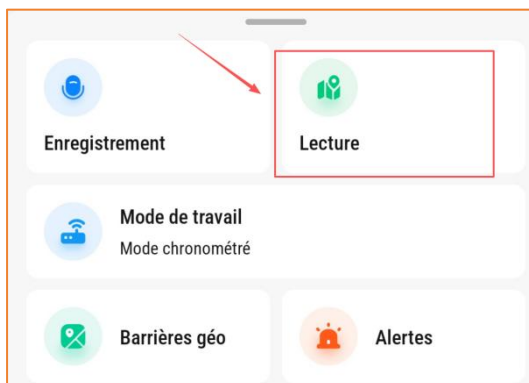 Enregistrement
Lecture
Mode de travail
Mode chronométré
Barrières géo
Alertes